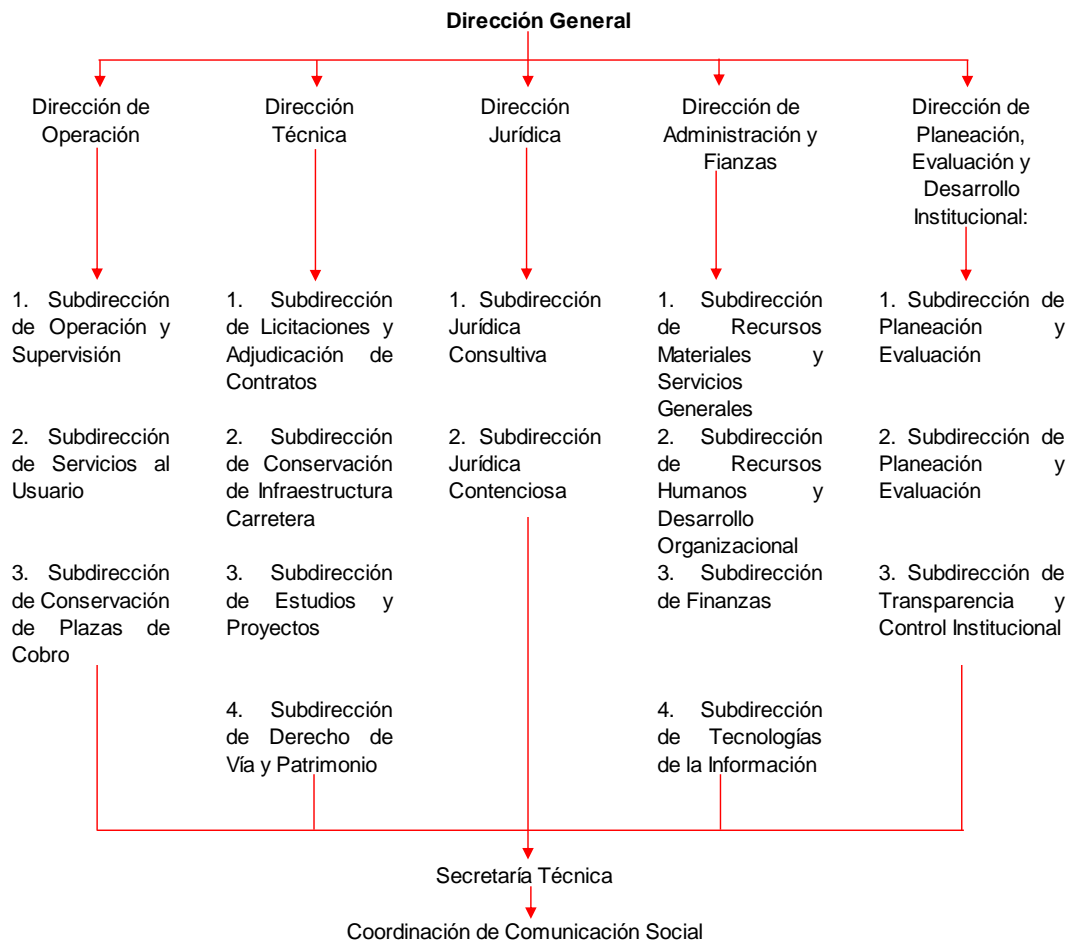 Dirección General
Dirección de
Operación
Dirección
Técnica
Dirección
Jurídica
Dirección de
Administración y
Fianzas
Dirección de
Planeación,
Evaluación y
Desarrollo
Institucional:
1. Subdirección
de Operación y
Supervisión
2. Subdirección
de Servicios al
Usuario
3. Subdirección
de Conservación
de Plazas de
Cobro
1. Subdirección
de Licitaciones y
Adjudicación de
Contratos
2. Subdirección
de Conservación
de Infraestructura
Carretera
3. Subdirección
de Estudios y
Proyectos
4. Subdirección
de Derecho de
Vía y Patrimonio
1. Subdirección
Jurídica
Consultiva
2. Subdirección
Jurídica
Contenciosa
1. Subdirección
de Recursos
Materiales y
Servicios
Generales
2. Subdirección
de Recursos
Humanos y
Desarrollo
Organizacional
3. Subdirección
de Finanzas
4. Subdirección
de Tecnologías
de la Información
1. Subdirección de
Planeación y
Evaluación
2. Subdirección de
Planeación y
Evaluación
3. Subdirección de
Transparencia y
Control Institucional
Secretaría Técnica
Coordinación de Comunicación Social